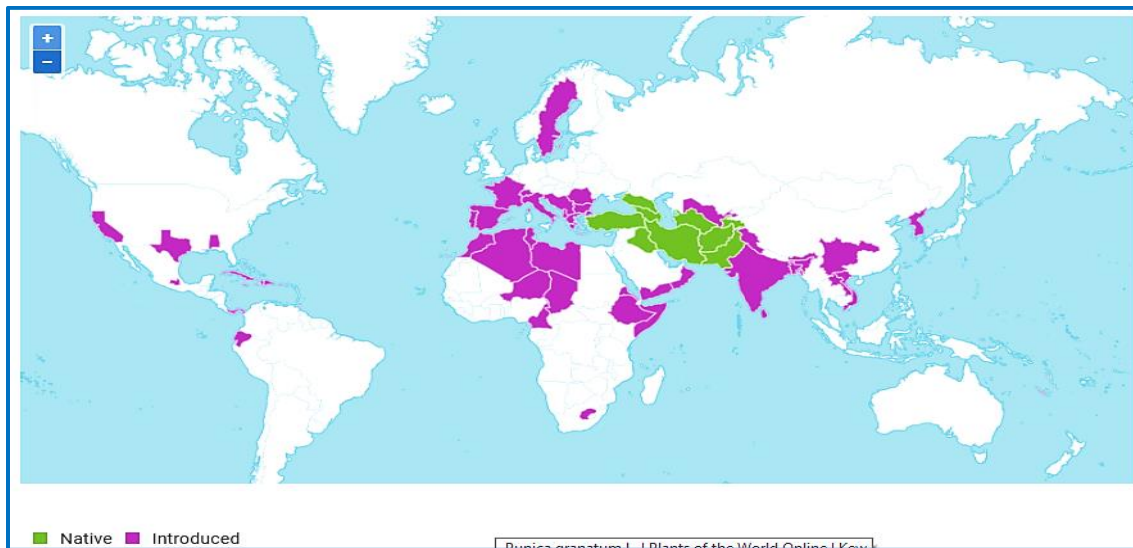 +
−
Native Introduced
Punica granatum L. | Plants of the World Online | Kew